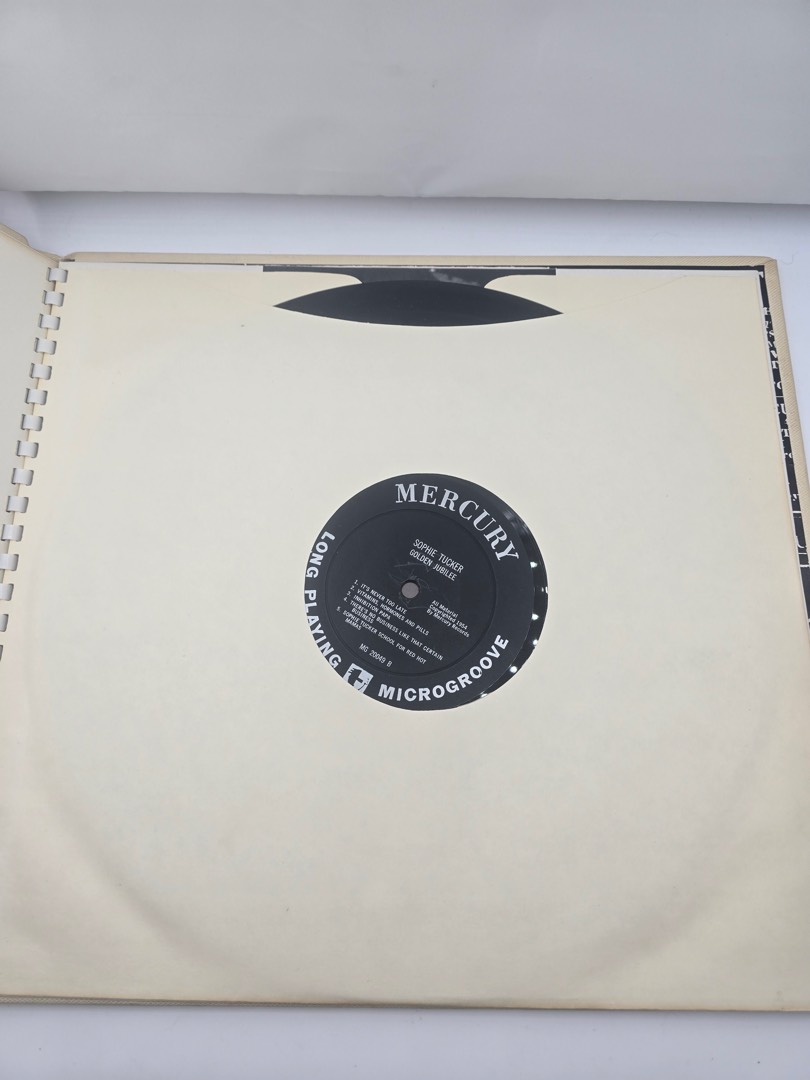 MERCURY
SOPHIE TUCKER
GOLDEN JUBILEE
1. IT'S NEVER TOO LATE
2. VITAMINS, HORMONES AND PILLS
3. INHIBITION PAPA
4. THERE'S NO BUSINESS LIKE THAT CERTAIN
BUSINESS
5. SOPHIE TUCKER SCHOOL FOR RED HOT
MAMAS
All Material
Copyrighted 1954
By Mercury Records
MG 20049 B
LONG PLAYING
MICROGROOVE